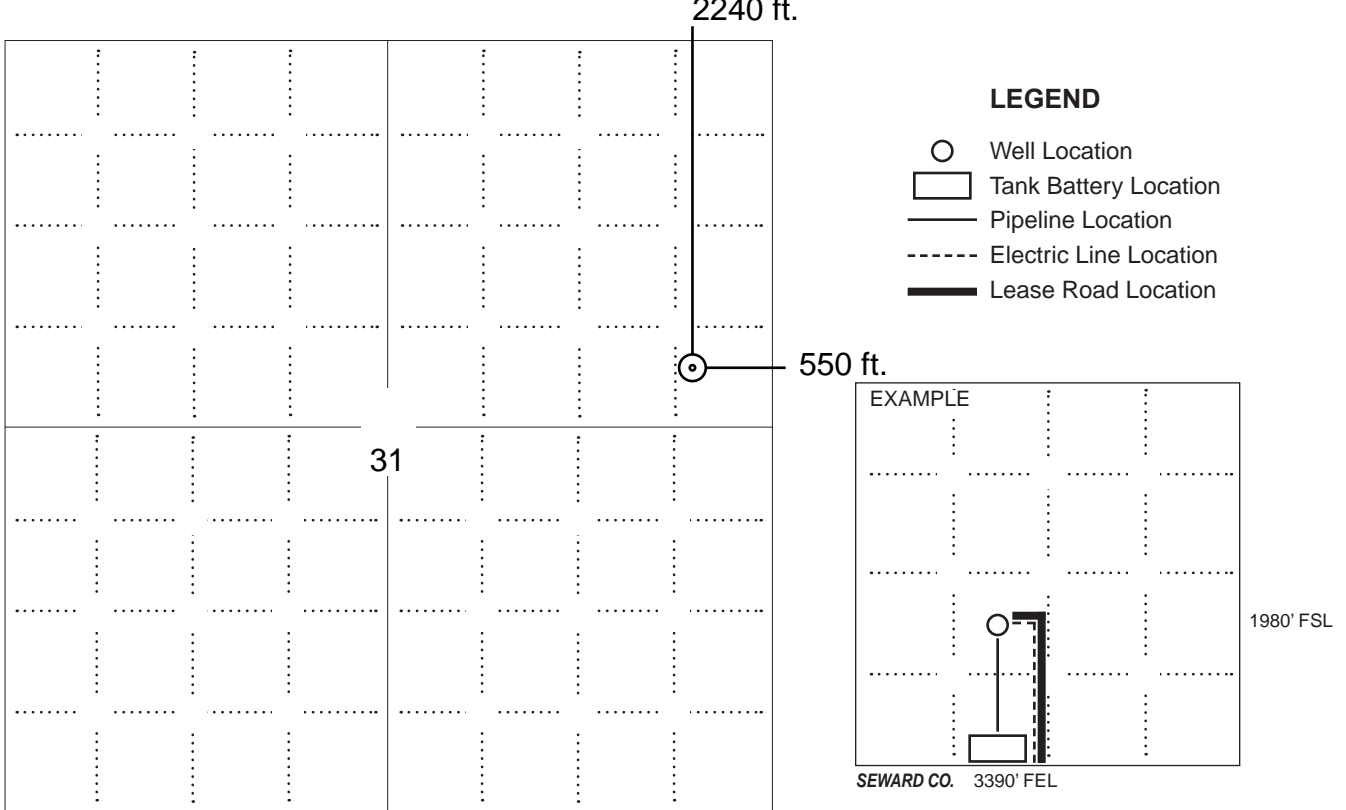 2240 ft.
LEGEND
Well Location
Tank Battery Location
Pipeline Location
Electric Line Location
Lease Road Location
550 ft.
EXAMPLE
31
1980’ FSL
SEWARD CO. 3390’ FEL